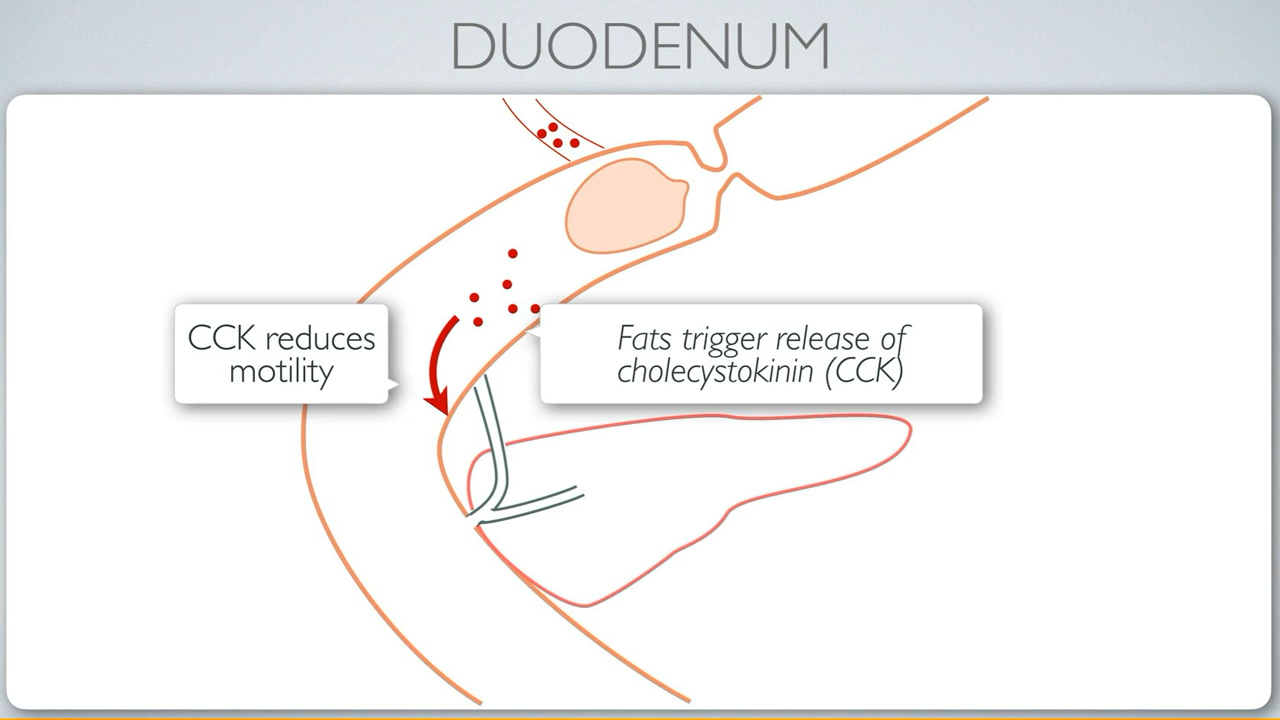 DUODENUM
CCK reduces
motility
Fats trigger release of
cholecystokinin (CCK)